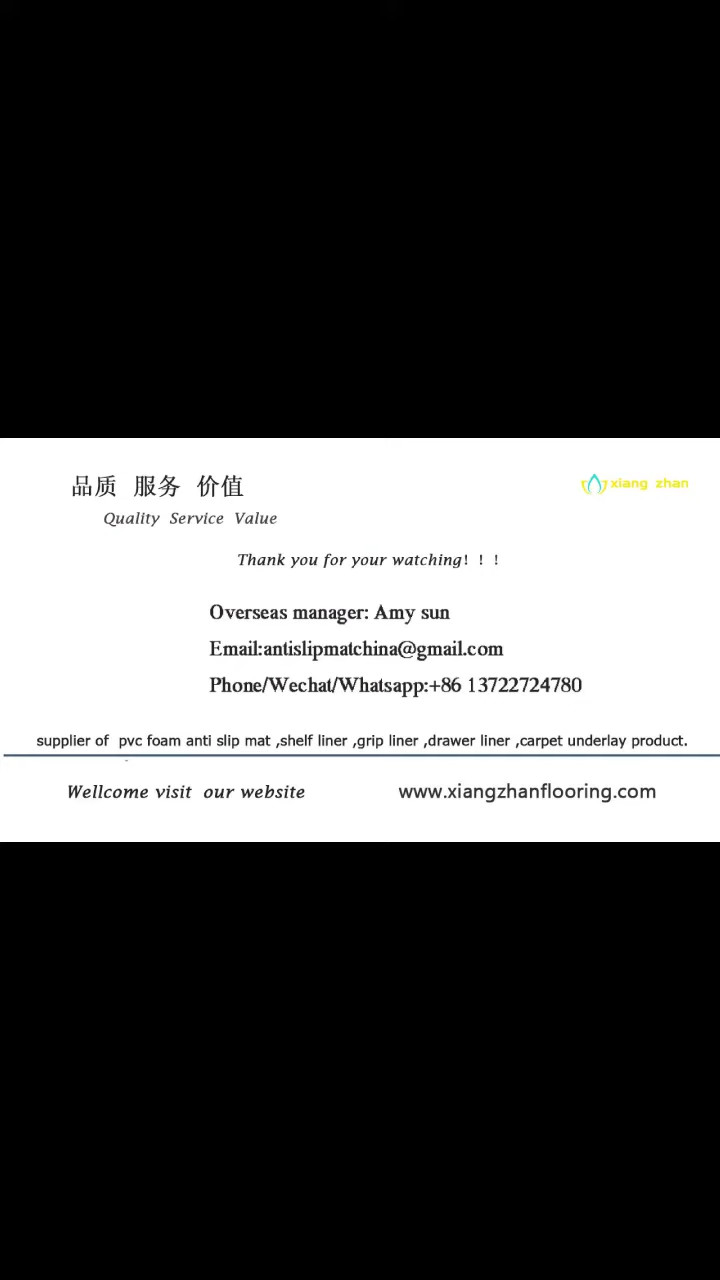 品质 服务 价值
xiang zhan
Quality Service Value
Thank you for your watching！！！
Overseas manager: Amy sun
Email:antislipmatchina@gmail.com
Phone/Wechat/Whatsapp:+86 13722724780
supplier of pvc foam anti slip mat ,shelf liner ,grip liner ,drawer liner ,carpet underlay product.
Wellcome visit our website www.xiangzhanflooring.com